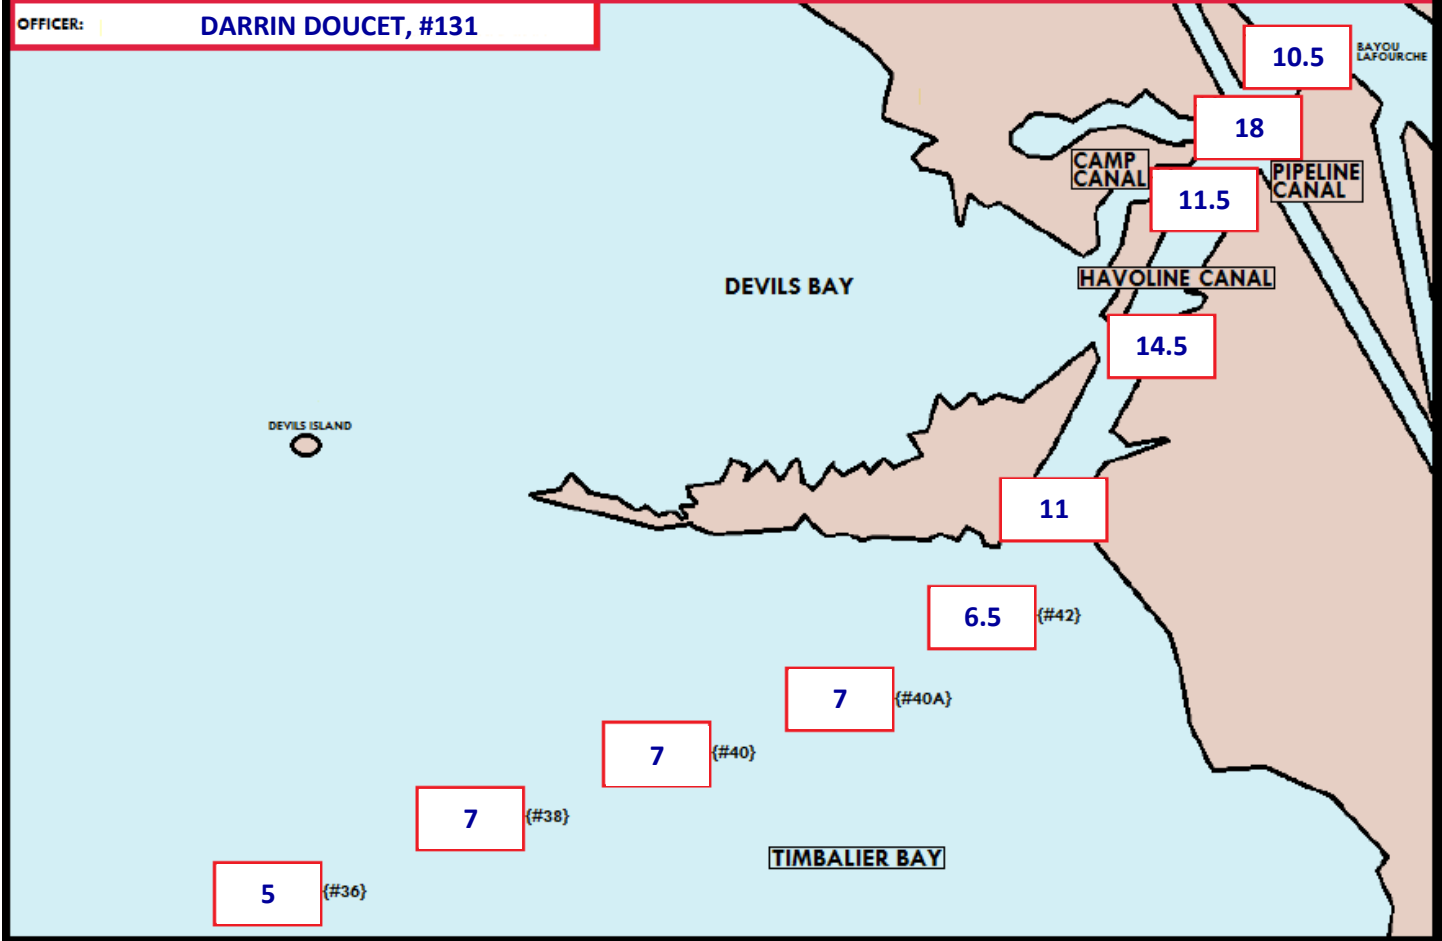 OFFICER: DARRIN DOUCET, #131
10.5
BAYOU
LAFOURCHE
18
CAMP
CANAL
PIPELINE
CANAL
11.5
HAVOLINE CANAL
DEVILS BAY
14.5
DEVILS ISLAND
11
6.5 {#42}
7 {#40A}
7 {#40}
7 {#38}
TIMBALIER BAY
5 {#36}